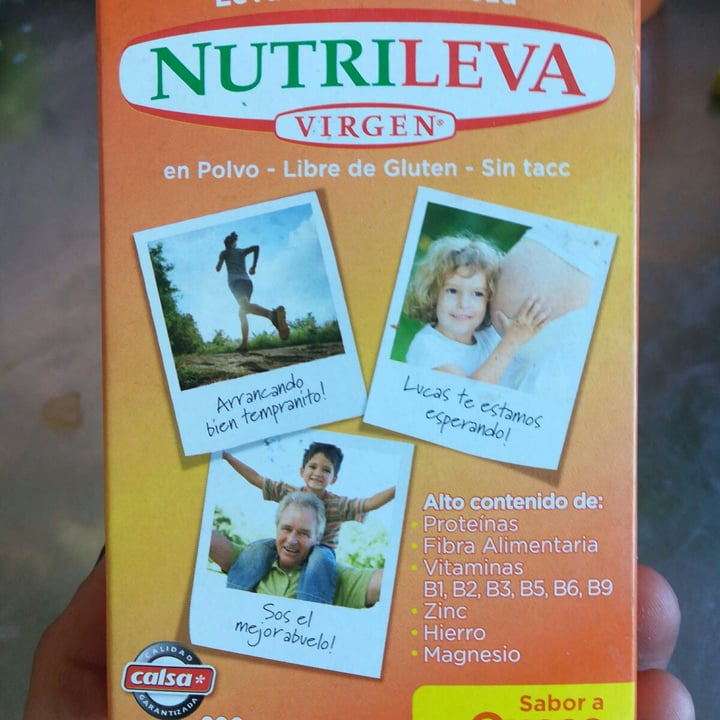 NUTRILEVA
VIRGEN®
en Polvo - Libre de Gluten - Sin tacc
Arrancando
bien tempranito!
Lucas te estamos
esperando!
Sos el
mejor abuelo!
Alto contenido de:
• Proteínas
• Fibra Alimentaria
• Vitaminas
B1, B2, B3, B5, B6, B9
• Zinc
• Hierro
• Magnesio
CALIDAD
calsa*
GARANTIZADA
Sabor a